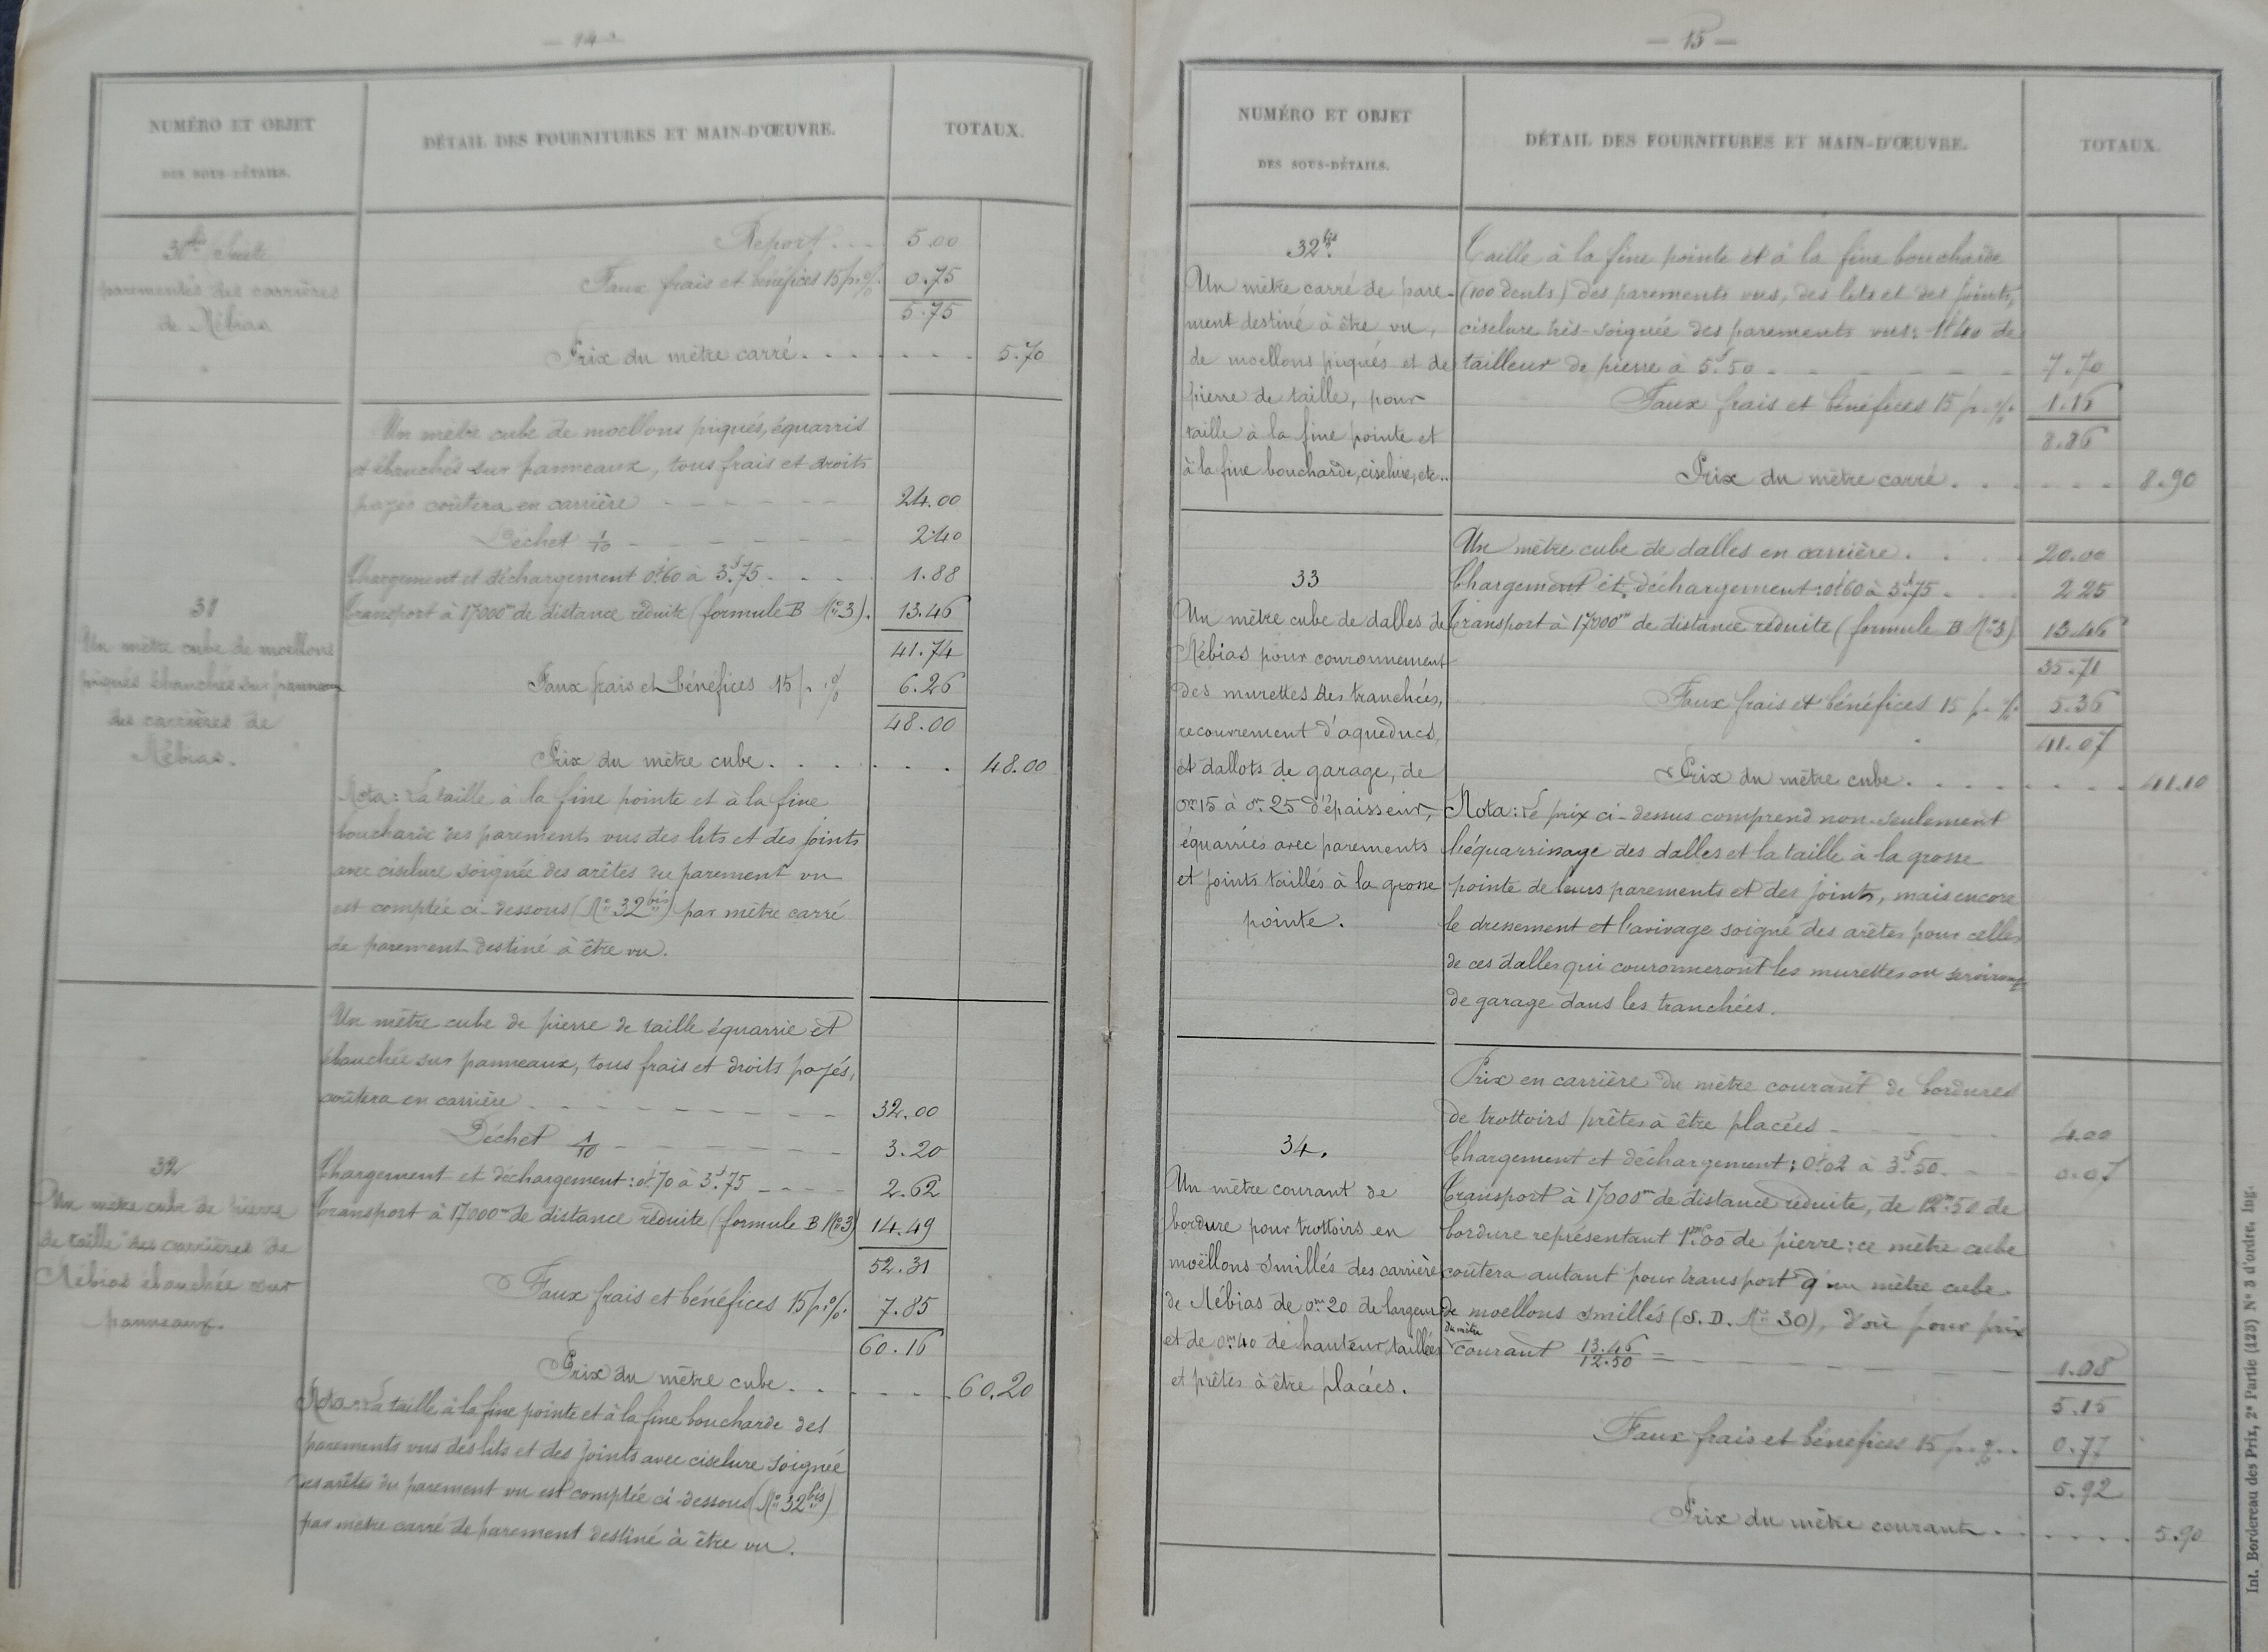 — 14 —
NUMÉRO ET OBJET
DES SOUS-DÉTAILS.
DÉTAIL DES FOURNITURES ET MAIN-D'ŒUVRE.
TOTAUX.
(Suite)
parementés des carrières
de Nébias
Report . . . 5.00
Faux frais et bénéfices 15 p. % 0.75
5.75
Prix du mètre carré . . . . . . . 5.70
31
Un mètre cube de moellons
piqués ébauchés sur panneaux
des carrières de
Nébias.
Un mètre cube de moellons piqués, équarris
et ébauchés sur panneaux, tous frais et droits
payés coûtera en carrière 24.00
Déchet 1/10 2.40
Chargement et déchargement 0j.60 à 3f.75 . . . 1.88
Transport à 17000m de distance réduite (formule B No 3). 13.46
41.74
Faux frais et bénéfices 15 p. % 6.26
48.00
Prix du mètre cube . . . . . . 48.00
Nota: La taille à la fine pointe et à la fine
boucharde des parements vus des lits et des joints
avec ciselure soignée des arêtes du parement vu
est comptée ci-dessous (No 32 bis) par mètre carré
de parement destiné à être vu.
32
Un mètre cube de pierre
de taille des carrières de
Nébias ébauchée sur
panneaux.
Un mètre cube de pierre de taille équarrie et
ébauchée sur panneaux, tous frais et droits payés,
coûtera en carrière 32.00
Déchet 1/10 3.20
Chargement et déchargement: 0j.70 à 3f.75 2.62
Transport à 17000m de distance réduite (formule B No 3) 14.49
52.31
Faux frais et bénéfices 15 p. % 7.85
60.16
Prix du mètre cube . . . . . . 60.20
Nota: La taille à la fine pointe et à la fine boucharde des
parements vus des lits et des joints avec ciselure soignée
des arêtes du parement vu est comptée ci-dessous (No 32 bis)
par mètre carré de parement destiné à être vu.
— 15 —
NUMÉRO ET OBJET
DES SOUS-DÉTAILS.
DÉTAIL DES FOURNITURES ET MAIN-D'ŒUVRE.
TOTAUX.
32 bis
Un mètre carré de pare-
ment destiné à être vu,
de moellons piqués et de
pierre de taille, pour
taille à la fine pointe et
à la fine boucharde, ciselure, etc..
Taille à la fine pointe et à la fine boucharde
(100 dents) des parements vus, des lits et des joints,
ciselure très-soignée des parements vus: 1j.40 de
tailleur de pierre à 5f.50 7.70
Faux frais et bénéfices 15 p. % 1.16
8.86
Prix du mètre carré . . . . . 8.90
33
Un mètre cube de dalles de
Nébias pour couronnement
des murettes des tranchées,
recouvrement d'aqueducs,
et dallots de garage, de
0m15 à 0m.25 d'épaisseur,
équarries avec parements
et joints taillés à la grosse
pointe.
Un mètre cube de dalles en carrière . . . 20.00
Chargement et déchargement: 0j.60 à 3f.75 . . . 2.25
Transport à 17000m de distance réduite (formule B No 3) 13.46
35.71
Faux frais et bénéfices 15 p. % 5.36
41.07
Prix du mètre cube . . . . . . . 41.10
Nota: Le prix ci-dessus comprend non-seulement
l'équarrissage des dalles et la taille à la grosse
pointe de leurs parements et des joints, mais encore
le dressement et l'avivage soigné des arêtes pour celles
de ces dalles qui couronneront les murettes ou serviront
de garage dans les tranchées.
34.
Un mètre courant de
bordure pour trottoirs en
moëllons smillés des carrières
de Nébias de 0m.20 de largeur
et de 0m.40 de hauteur, taillées
et prêtes à être placées.
Prix en carrière du mètre courant de bordures
de trottoirs prêtes à être placées 4.00
Chargement et déchargement: 0j.02 à 3f.50 0.07
Transport à 17000m de distance réduite, de 12m.50 de
bordure représentant 1mc.00 de pierre: ce mètre cube
coûtera autant pour transport q'un mètre cube
de moellons smillés (S.D. No 30), d'où pour prix
du mètre
courant 13.46/12.50 = 1.08
5.15
Faux frais et bénéfices 15 p. % . . 0.77
5.92
Prix du mètre courant . . . . . . 5.90
Int. Bordereau des Prix, 2e Partie (123) No 3 d'ordre. Ing.